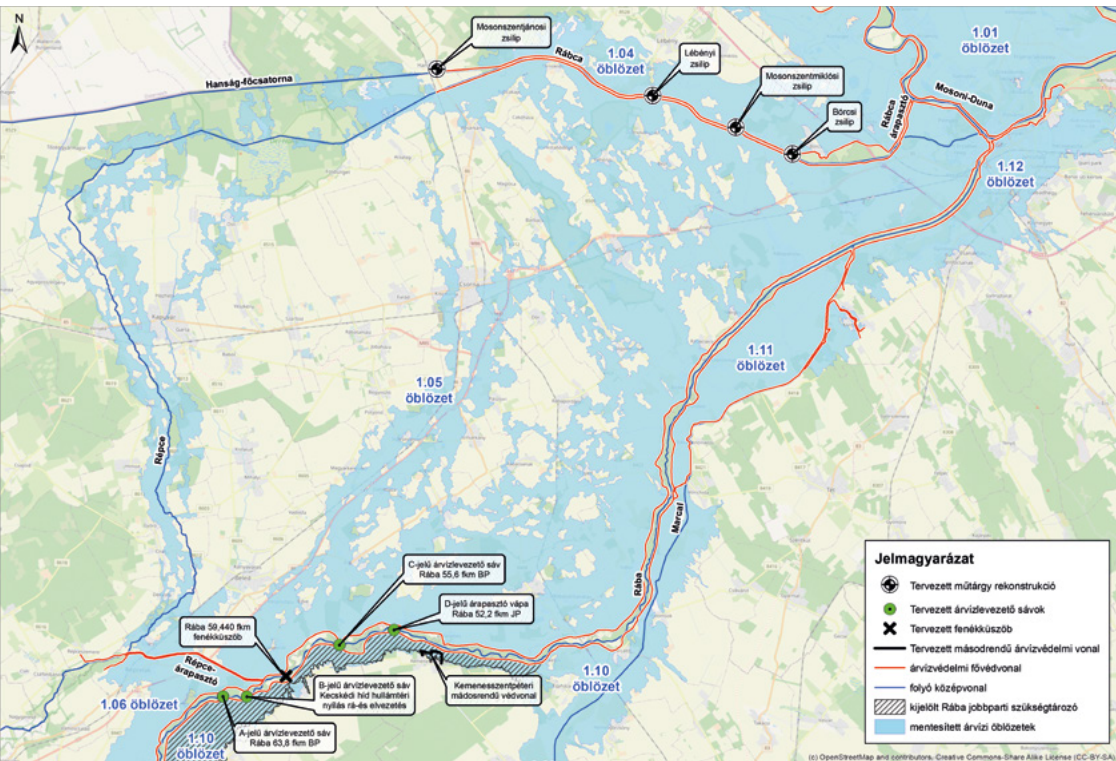 N
Mosonszentjánosi
zsilip
Hanság-főcsatorna
Rábca
1.04
öblözet
Lébényi
zsilip
Mosonszentmiklósi
zsilip
Bőrcsi
zsilip
Rábca
árapasztó
Mosoni-Duna
1.01
öblözet
1.12
öblözet
1.11
öblözet
1.05
öblözet
Répce
Csorna
Marcal
Rába
C-jelű árvízlevezető sáv
Rába 55,6 fkm BP
D-jelű árapasztó vápa
Rába 52,2 fkm JP
Rába 59,440 fkm
fenékküszöb
Répce-
árapasztó
1.06 öblözet
1.10
öblözet
A-jelű árvízlevezető sáv
Rába 63,8 fkm BP
B-jelű árvízlevezető sáv
Kecskédi híd hullámtéri
nyílás rá-és elvezetés
Kemenesszentpéteri
mádosrendű védvonal
1.10
öblözet
Jelmagyarázat
Tervezett műtárgy rekonstrukció
Tervezett árvízlevezető sávok
Tervezett fenékküszöb
Tervezett másodrendű árvízvédelmi vonal
árvízvédelmi fővédvonal
folyó középvonal
kijelölt Rába jobbparti szükségtározó
mentesített árvízi öblözetek
(c) OpenStreetMap and contributors, Creative Commons-Share Alike License (CC-BY-SA)